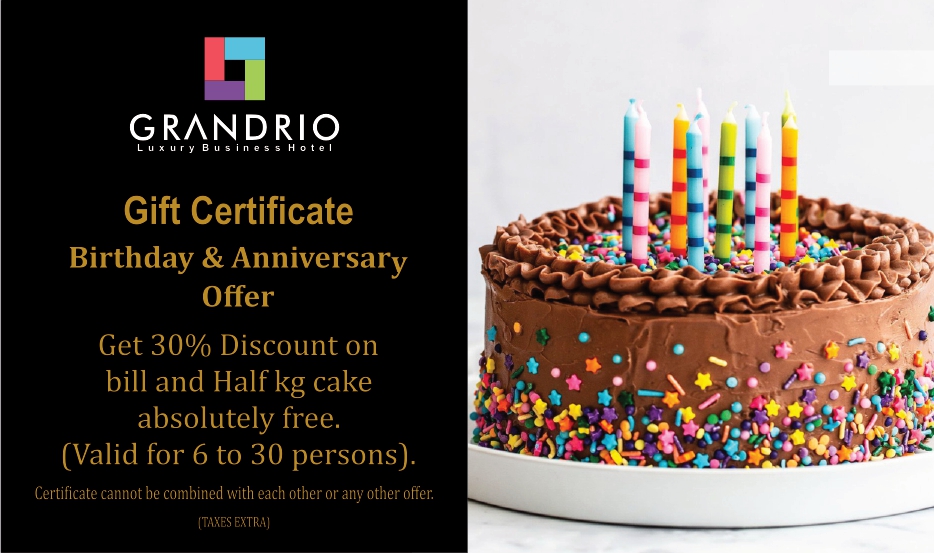 GRANDRIO
Luxury Business Hotel
Gift Certificate
Birthday & Anniversary
Offer
Get 30% Discount on
bill and Half kg cake
absolutely free.
(Valid for 6 to 30 persons).
Certificate cannot be combined with each other or any other offer.
(TAXES EXTRA)